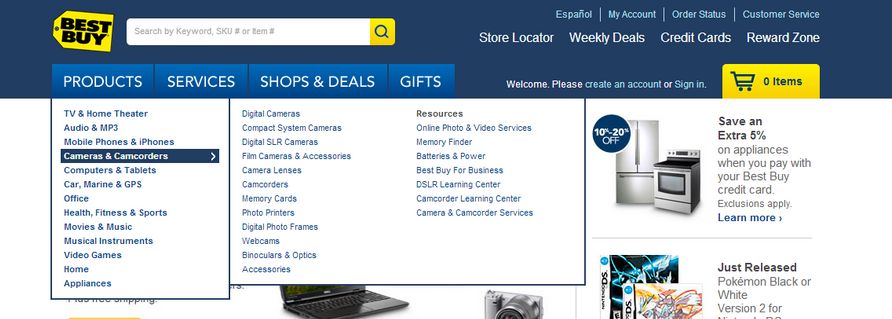 Español | My Account | Order Status | Customer Service
BEST BUY
Search by Keyword, SKU # or Item #
Store Locator Weekly Deals Credit Cards Reward Zone
PRODUCTS SERVICES SHOPS & DEALS GIFTS
Welcome. Please create an account or Sign in.
0 Items
TV & Home Theater
Audio & MP3
Mobile Phones & iPhones
Cameras & Camcorders
Computers & Tablets
Car, Marine & GPS
Office
Health, Fitness & Sports
Movies & Music
Musical Instruments
Video Games
Home
Appliances
Digital Cameras
Compact System Cameras
Digital SLR Cameras
Film Cameras & Accessories
Camera Lenses
Camcorders
Memory Cards
Photo Printers
Digital Photo Frames
Webcams
Binoculars & Optics
Accessories
Resources
Online Photo & Video Services
Memory Finder
Batteries & Power
Best Buy For Business
DSLR Learning Center
Camcorder Learning Center
Camera & Camcorder Services
10%-20%
OFF
Save an
Extra 5%
on appliances
when you pay with
your Best Buy
credit card.
Exclusions apply.
Learn more ›
Just Released
Pokémon Black or
White
Version 2 for